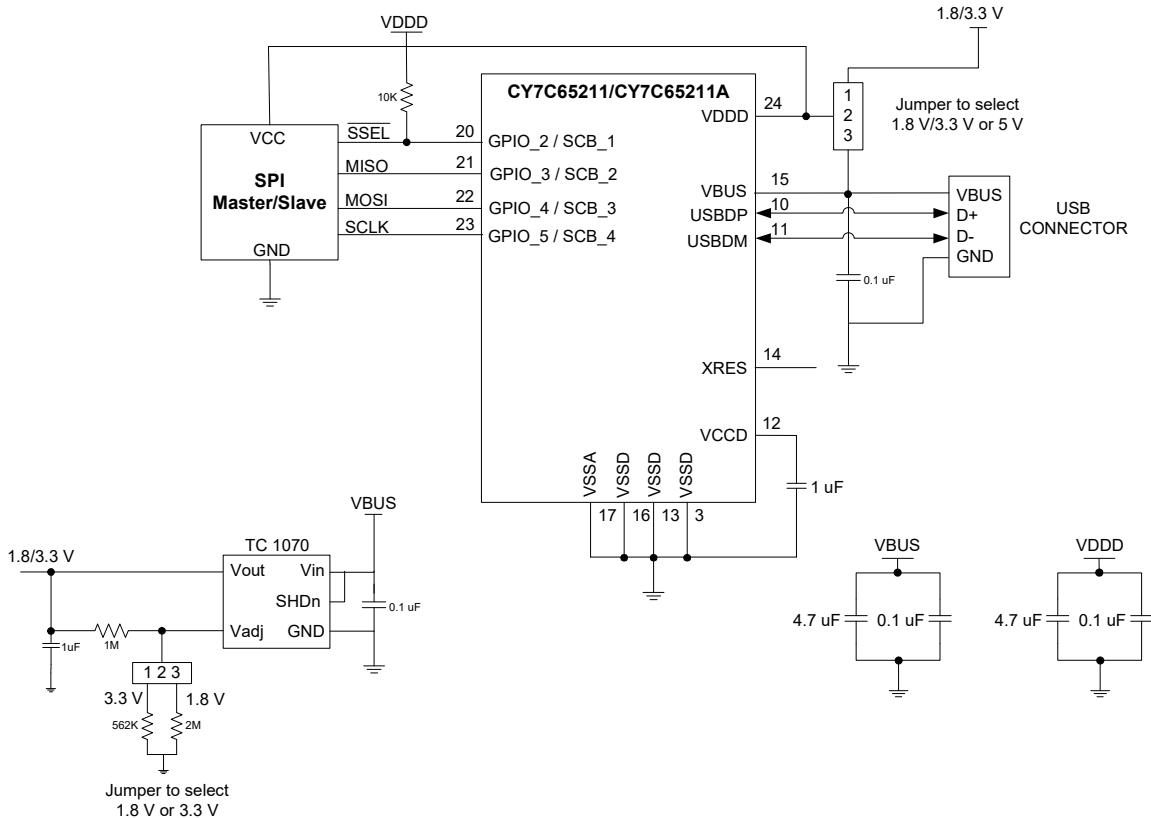 VDDD
1.8/3.3 V
10K
CY7C65211/CY7C65211A
VDDD
24
1
2
3
Jumper to select
1.8 V/3.3 V or 5 V
VCC
SPI
Master/Slave
GND
SSEL
MISO
MOSI
SCLK
20
21
22
23
GPIO_2 / SCB_1
GPIO_3 / SCB_2
GPIO_4 / SCB_3
GPIO_5 / SCB_4
VBUS
USBDP
USBDM
15
10
11
VBUS
D+
D-
GND
USB
CONNECTOR
0.1 uF
XRES
14
VCCD
12
1 uF
VSSA
VSSD
VSSD
VSSD
17
16
13
3
VBUS
1.8/3.3 V
TC 1070
Vout
Vin
SHDn
Vadj
GND
0.1 uF
1uF
1M
1 2 3
3.3 V
1.8 V
562K
2M
Jumper to select
1.8 V or 3.3 V
VBUS
4.7 uF
0.1 uF
VDDD
4.7 uF
0.1 uF